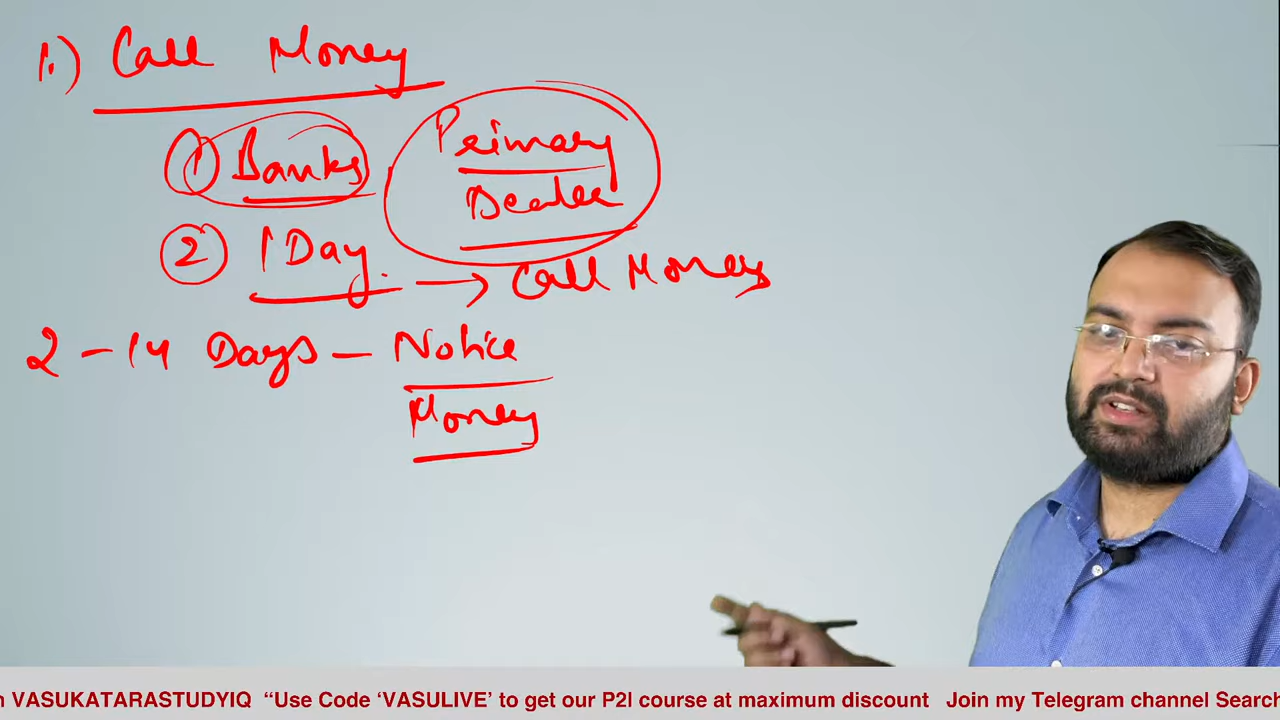 1.) Call Money
① Banks Primary
Dealer
② 1 Day. → Call Money
2 - 14 Days - Notice
Money
n VASUKATARASTUDYIQ “Use Code ‘VASULIVE’ to get our P2I course at maximum discount Join my Telegram channel Search